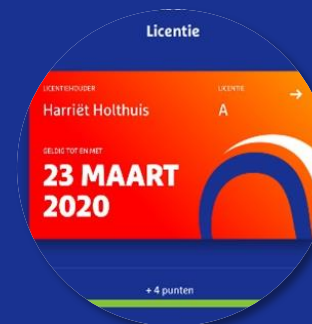 Licentie
LICENTIEHOUDER LICENTIE
Harriët Holthuis A
GELDIG TOT EN MET
23 MAART
2020
+ 4 punten